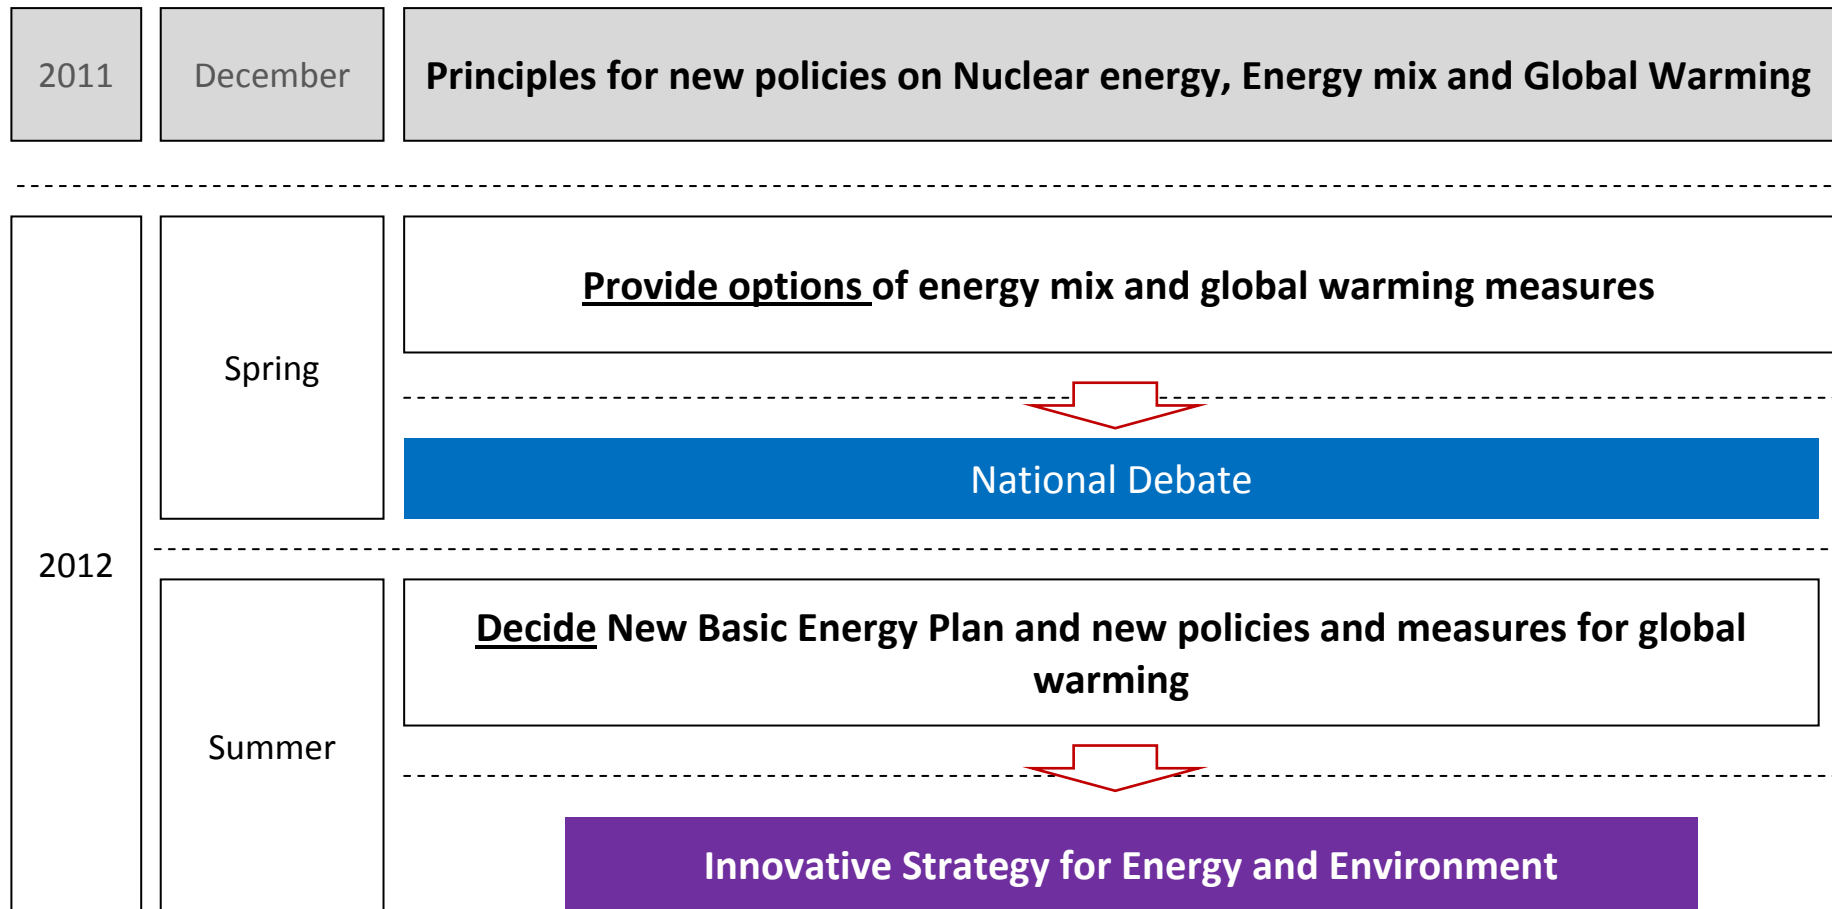 2011
December
Principles for new policies on Nuclear energy, Energy mix and Global Warming
2012
Spring
Provide options of energy mix and global warming measures
National Debate
Summer
Decide New Basic Energy Plan and new policies and measures for global
warming
Innovative Strategy for Energy and Environment